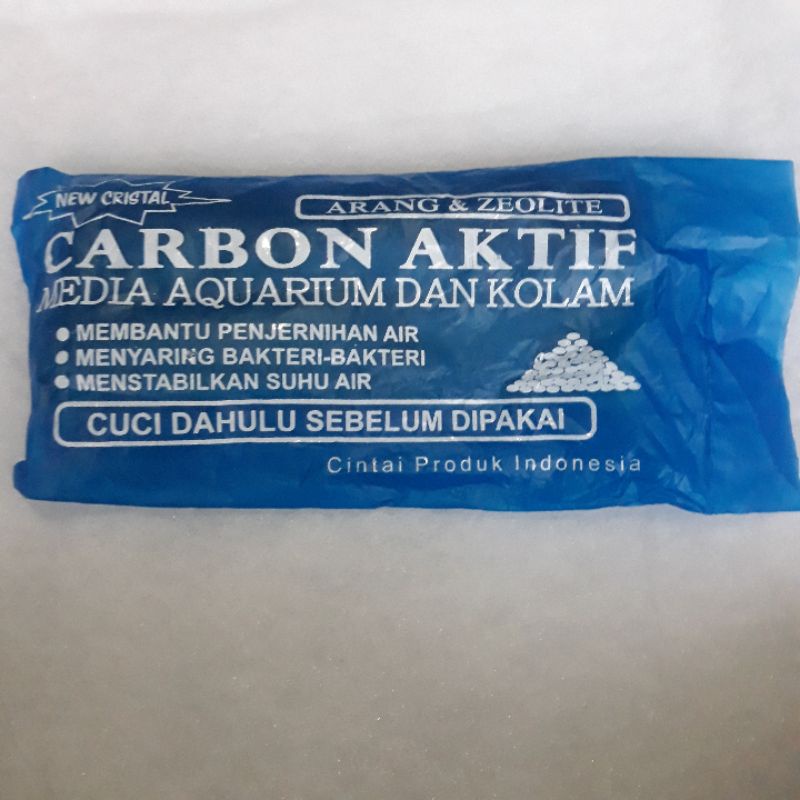 NEW CRISTAL
ARANG & ZEOLITE
CARBON AKTIF
MEDIA AQUARIUM DAN KOLAM
• MEMBANTU PENJERNIHAN AIR
• MENYARING BAKTERI-BAKTERI
• MENSTABILKAN SUHU AIR
CUCI DAHULU SEBELUM DIPAKAI
Cintai Produk Indonesia